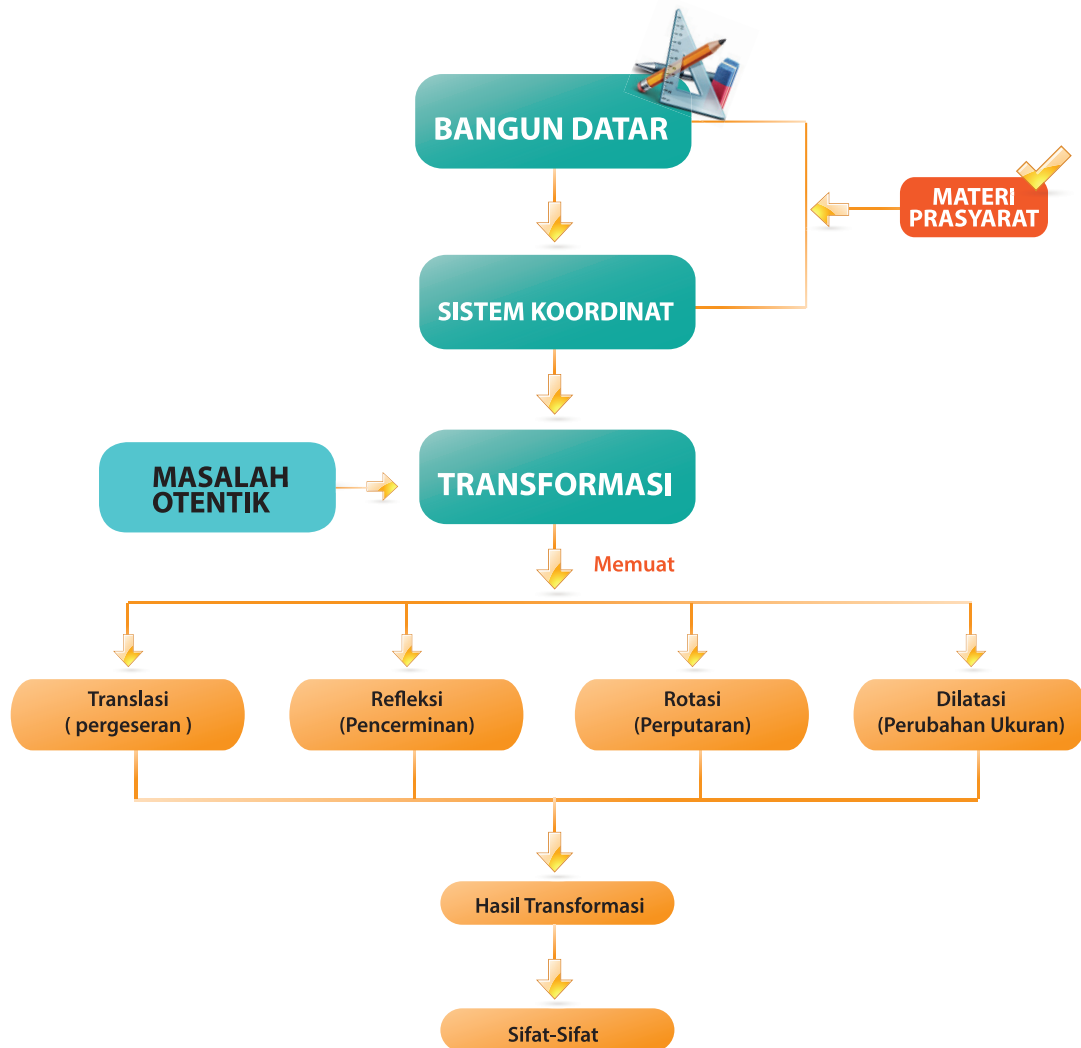 BANGUN DATAR
MATERI
PRASYARAT
SISTEM KOORDINAT
MASALAH
OTENTIK
TRANSFORMASI
Memuat
Translasi
( pergeseran )
Refleksi
(Pencerminan)
Rotasi
(Perputaran)
Dilatasi
(Perubahan Ukuran)
Hasil Transformasi
Sifat-Sifat